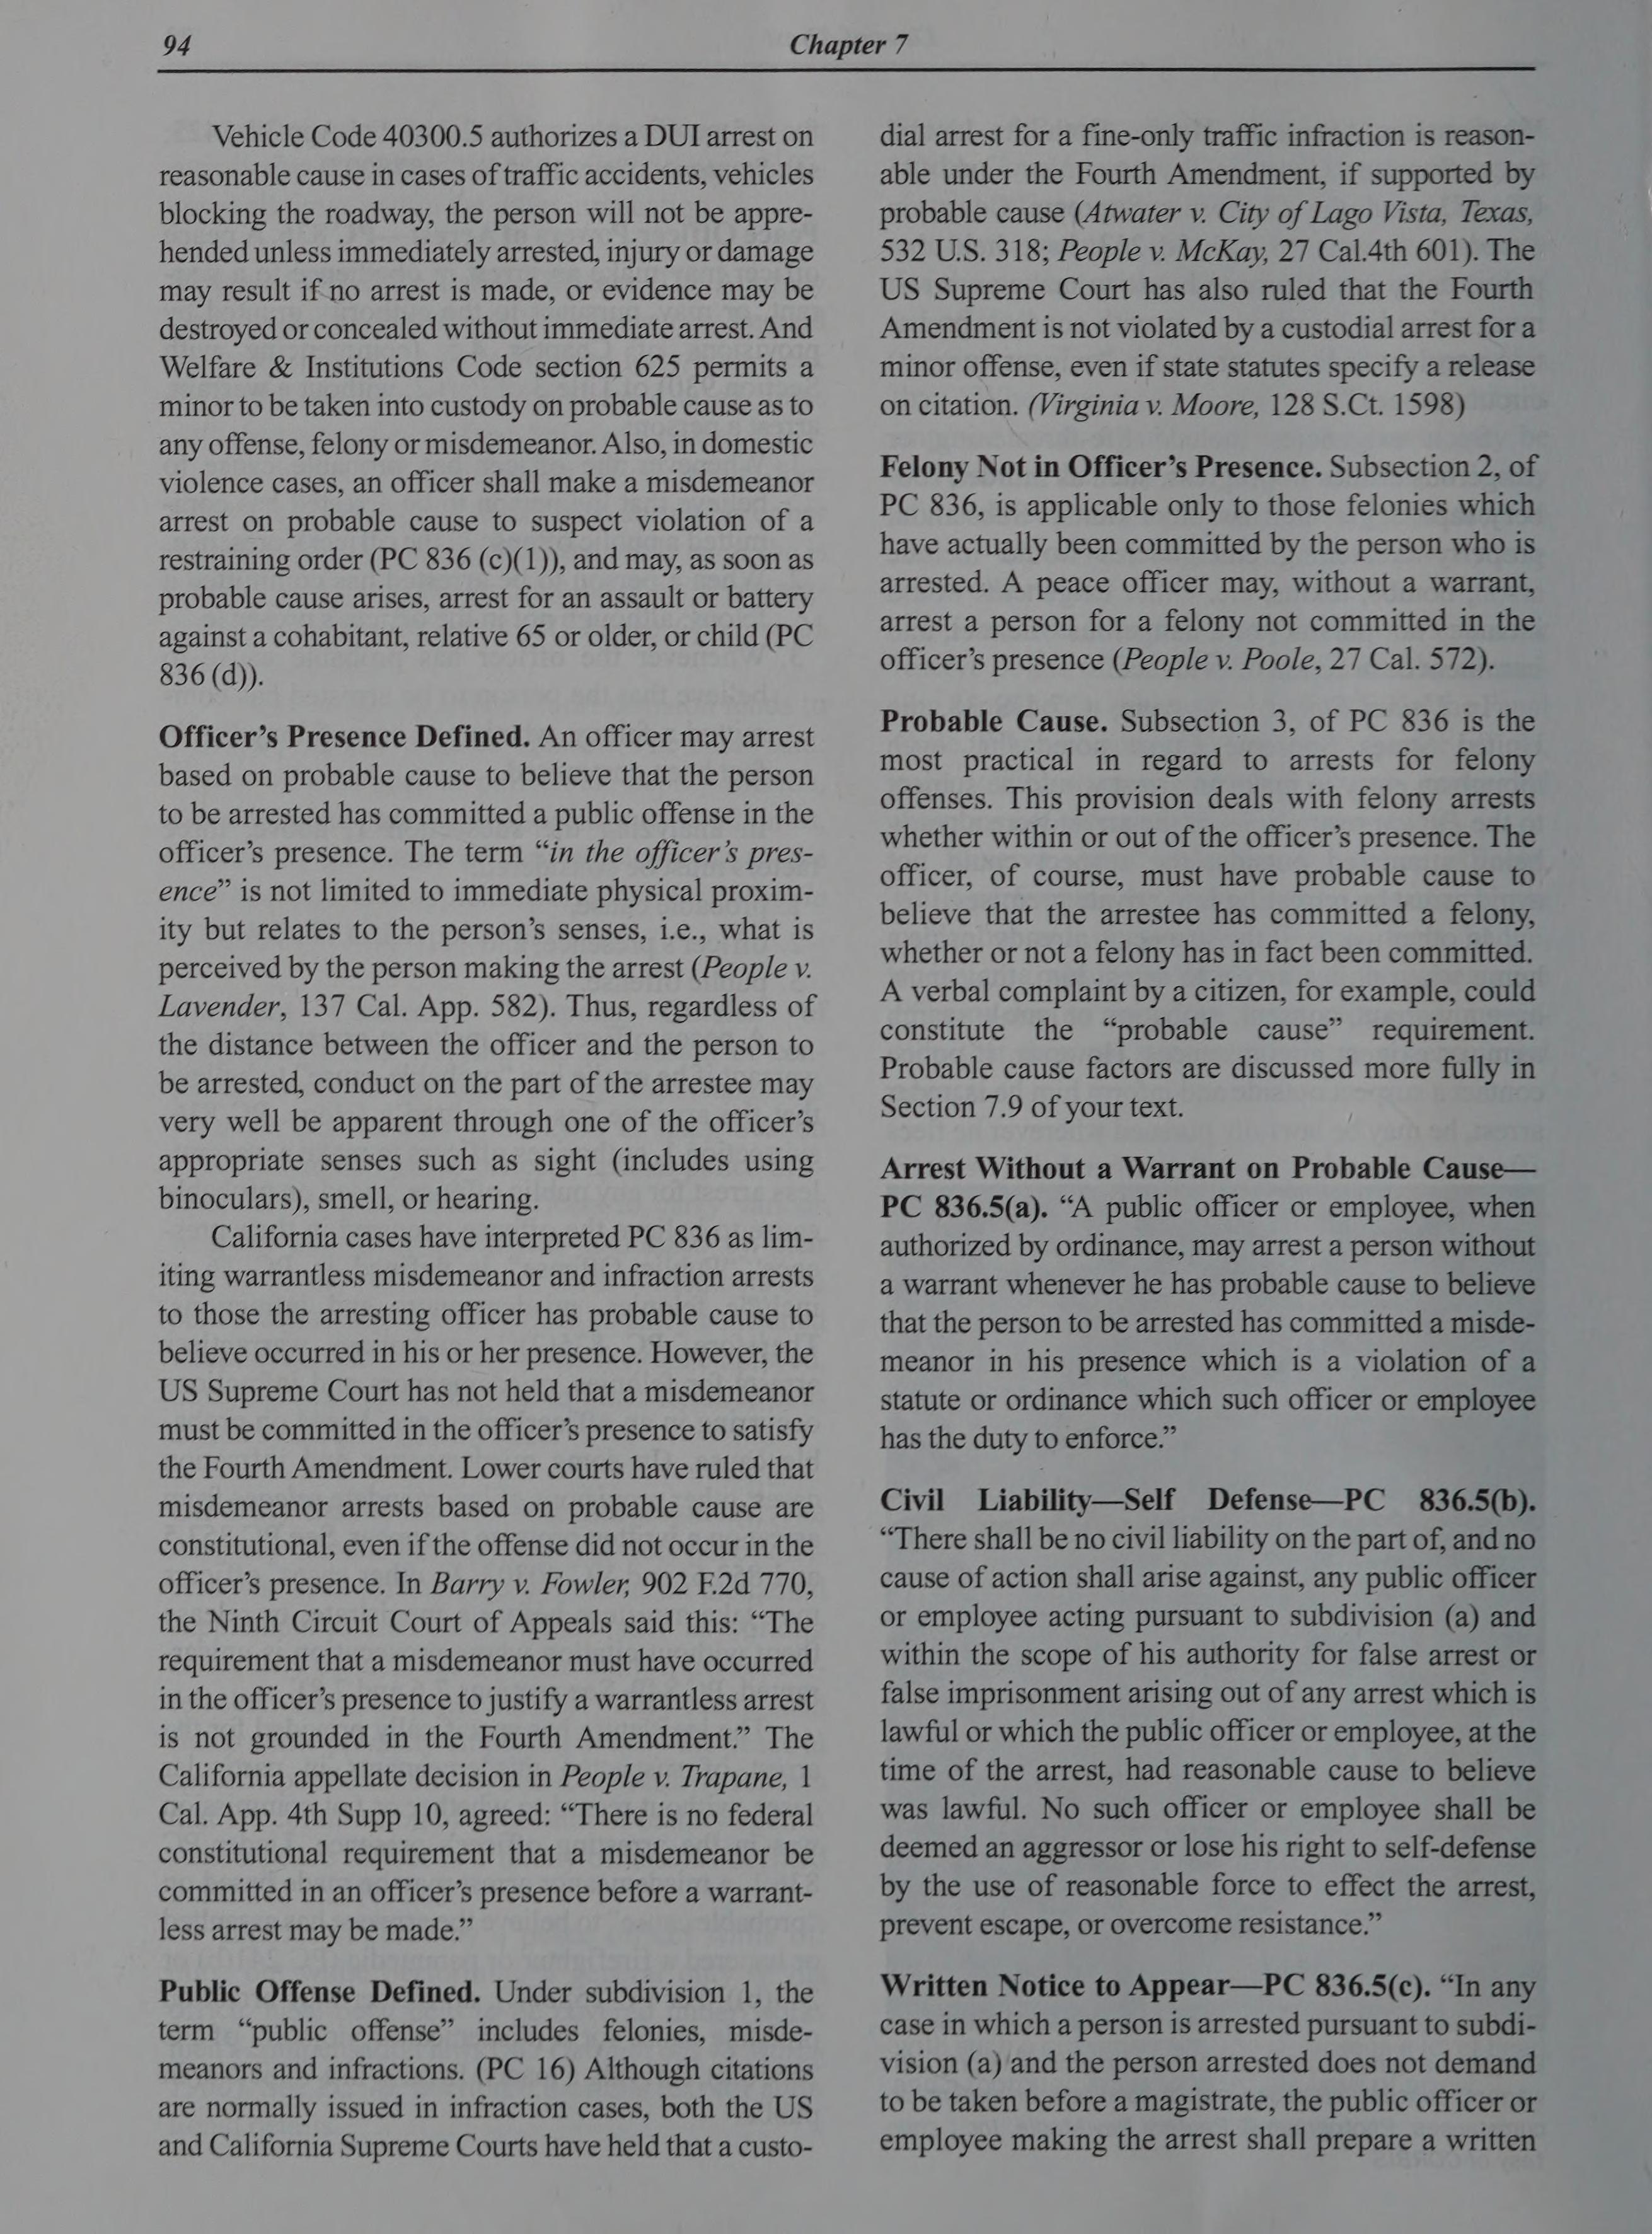 94
Chapter 7
Vehicle Code 40300.5 authorizes a DUI arrest on
reasonable cause in cases of traffic accidents, vehicles
blocking the roadway, the person will not be appre-
hended unless immediately arrested, injury or damage
may result if no arrest is made, or evidence may be
destroyed or concealed without immediate arrest. And
Welfare & Institutions Code section 625 permits a
minor to be taken into custody on probable cause as to
any offense, felony or misdemeanor. Also, in domestic
violence cases, an officer shall make a misdemeanor
arrest on probable cause to suspect violation of a
restraining order (PC 836 (c)(1)), and may, as soon as
probable cause arises, arrest for an assault or battery
against a cohabitant, relative 65 or older, or child (PC
836 (d)).
Officer’s Presence Defined. An officer may arrest
based on probable cause to believe that the person
to be arrested has committed a public offense in the
officer’s presence. The term “in the officer’s pres-
ence” is not limited to immediate physical proxim-
ity but relates to the person’s senses, i.e., what is
perceived by the person making the arrest (People v.
Lavender, 137 Cal. App. 582). Thus, regardless of
the distance between the officer and the person to
be arrested, conduct on the part of the arrestee may
very well be apparent through one of the officer’s
appropriate senses such as sight (includes using
binoculars), smell, or hearing.
California cases have interpreted PC 836 as lim-
iting warrantless misdemeanor and infraction arrests
to those the arresting officer has probable cause to
believe occurred in his or her presence. However, the
US Supreme Court has not held that a misdemeanor
must be committed in the officer’s presence to satisfy
the Fourth Amendment. Lower courts have ruled that
misdemeanor arrests based on probable cause are
constitutional, even if the offense did not occur in the
officer’s presence. In Barry v. Fowler, 902 F.2d 770,
the Ninth Circuit Court of Appeals said this: “The
requirement that a misdemeanor must have occurred
in the officer’s presence to justify a warrantless arrest
is not grounded in the Fourth Amendment.” The
California appellate decision in People v. Trapane, 1
Cal. App. 4th Supp 10, agreed: “There is no federal
constitutional requirement that a misdemeanor be
committed in an officer’s presence before a warrant-
less arrest may be made.”
Public Offense Defined. Under subdivision 1, the
term “public offense” includes felonies, misde-
meanors and infractions. (PC 16) Although citations
are normally issued in infraction cases, both the US
and California Supreme Courts have held that a custo-
dial arrest for a fine-only traffic infraction is reason-
able under the Fourth Amendment, if supported by
probable cause (Atwater v. City of Lago Vista, Texas,
532 U.S. 318; People v. McKay, 27 Cal.4th 601). The
US Supreme Court has also ruled that the Fourth
Amendment is not violated by a custodial arrest for a
minor offense, even if state statutes specify a release
on citation. (Virginia v. Moore, 128 S.Ct. 1598)
Felony Not in Officer’s Presence. Subsection 2, of
PC 836, is applicable only to those felonies which
have actually been committed by the person who is
arrested. A peace officer may, without a warrant,
arrest a person for a felony not committed in the
officer’s presence (People v. Poole, 27 Cal. 572).
Probable Cause. Subsection 3, of PC 836 is the
most practical in regard to arrests for felony
offenses. This provision deals with felony arrests
whether within or out of the officer’s presence. The
officer, of course, must have probable cause to
believe that the arrestee has committed a felony,
whether or not a felony has in fact been committed.
A verbal complaint by a citizen, for example, could
constitute the “probable cause” requirement.
Probable cause factors are discussed more fully in
Section 7.9 of your text.
Arrest Without a Warrant on Probable Cause—
PC 836.5(a). “A public officer or employee, when
authorized by ordinance, may arrest a person without
a warrant whenever he has probable cause to believe
that the person to be arrested has committed a misde-
meanor in his presence which is a violation of a
statute or ordinance which such officer or employee
has the duty to enforce.”
Civil Liability—Self Defense—PC 836.5(b).
“There shall be no civil liability on the part of, and no
cause of action shall arise against, any public officer
or employee acting pursuant to subdivision (a) and
within the scope of his authority for false arrest or
false imprisonment arising out of any arrest which is
lawful or which the public officer or employee, at the
time of the arrest, had reasonable cause to believe
was lawful. No such officer or employee shall be
deemed an aggressor or lose his right to self-defense
by the use of reasonable force to effect the arrest,
prevent escape, or overcome resistance.”
Written Notice to Appear—PC 836.5(c). “In any
case in which a person is arrested pursuant to subdi-
vision (a) and the person arrested does not demand
to be taken before a magistrate, the public officer or
employee making the arrest shall prepare a written